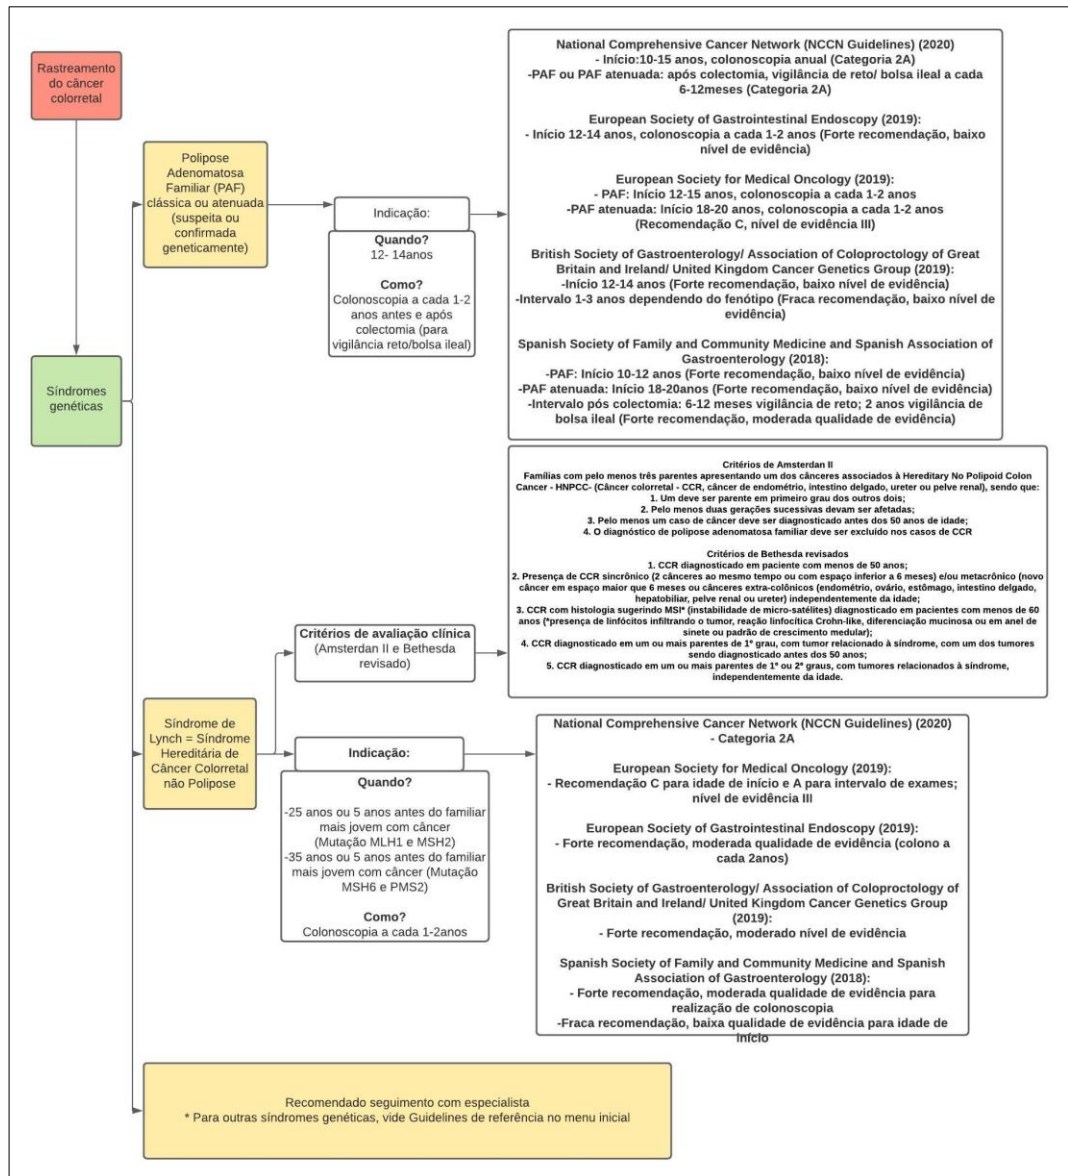 Rastreamento
do câncer
colorretal
Síndromes
genéticas
Polipose
Adenomatosa
Familiar (PAF)
clássica ou atenuada
(suspeita ou
confirmada
geneticamente)
Indicação:
Quando?
12- 14anos
Como?
Colonoscopia a cada 1-2
anos antes e após
colectomia (para
vigilância reto/bolsa ileal)
National Comprehensive Cancer Network (NCCN Guidelines) (2020)
- Início:10-15 anos, colonoscopia anual (Categoria 2A)
-PAF ou PAF atenuada: após colectomia, vigilância de reto/ bolsa ileal a cada
6-12meses (Categoria 2A)
European Society of Gastrointestinal Endoscopy (2019):
- Início 12-14 anos, colonoscopia a cada 1-2 anos (Forte recomendação, baixo
nível de evidência)
European Society for Medical Oncology (2019):
- PAF: Início 12-15 anos, colonoscopia a cada 1-2 anos
-PAF atenuada: Início 18-20 anos, colonoscopia a cada 1-2 anos
(Recomendação C, nível de evidência III)
British Society of Gastroenterology/ Association of Coloproctology of Great
Britain and Ireland/ United Kingdom Cancer Genetics Group (2019):
-Início 12-14 anos (Forte recomendação, baixo nível de evidência)
-Intervalo 1-3 anos dependendo do fenótipo (Fraca recomendação, baixo nível de
evidência)
Spanish Society of Family and Community Medicine and Spanish Association of
Gastroenterology (2018):
-PAF: Início 10-12 anos (Forte recomendação, baixo nível de evidência)
-PAF atenuada: Início 18-20anos (Forte recomendação, baixo nível de evidência)
-Intervalo pós colectomia: 6-12 meses vigilância de reto; 2 anos vigilância de
bolsa ileal (Forte recomendação, moderada qualidade de evidência)
Síndrome de
Lynch = Síndrome
Hereditária de
Câncer Colorretal
não Polipose
Critérios de avaliação clínica
(Amsterdan II e Bethesda
revisado)
Critérios de Amsterdan II
Famílias com pelo menos três parentes apresentando um dos cânceres associados à Hereditary No Polipoid Colon
Cancer - HNPCC- (Câncer colorretal - CCR, câncer de endométrio, intestino delgado, ureter ou pelve renal), sendo que:
1. Um deve ser parente em primeiro grau dos outros dois;
2. Pelo menos duas gerações sucessivas devam ser afetadas;
3. Pelo menos um caso de câncer deve ser diagnosticado antes dos 50 anos de idade;
4. O diagnóstico de polipose adenomatosa familiar deve ser excluído nos casos de CCR
Critérios de Bethesda revisados
1. CCR diagnosticado em paciente com menos de 50 anos;
2. Presença de CCR sincrônico (2 cânceres ao mesmo tempo ou com espaço inferior a 6 meses) e/ou metacrônico (novo
câncer em espaço maior que 6 meses ou cânceres extra-colônicos (endométrio, ovário, estômago, intestino delgado,
hepatobiliar, pelve renal ou ureter) independentemente da idade;
3. CCR com histologia sugerindo MSI* (instabilidade de micro-satélites) diagnosticado em pacientes com menos de 60
anos (*presença de linfócitos infiltrando o tumor, reação linfocítica Crohn-like, diferenciação mucinosa ou em anel de
sinete ou padrão de crescimento medular);
4. CCR diagnosticado em um ou mais parentes de 1º grau, com tumor relacionado à síndrome, com um dos tumores
sendo diagnosticado antes dos 50 anos;
5. CCR diagnosticado em um ou mais parentes de 1º ou 2º graus, com tumores relacionados à síndrome,
independentemente da idade.
Indicação:
Quando?
-25 anos ou 5 anos antes do familiar
mais jovem com câncer
(Mutação MLH1 e MSH2)
-35 anos ou 5 anos antes do familiar
mais jovem com câncer (Mutação
MSH6 e PMS2)
Como?
Colonoscopia a cada 1-2anos
National Comprehensive Cancer Network (NCCN Guidelines) (2020)
- Categoria 2A
European Society for Medical Oncology (2019):
- Recomendação C para idade de início e A para intervalo de exames;
nível de evidência III
European Society of Gastrointestinal Endoscopy (2019):
- Forte recomendação, moderada qualidade de evidência (colono a
cada 2anos)
British Society of Gastroenterology/ Association of Coloproctology of
Great Britain and Ireland/ United Kingdom Cancer Genetics Group
(2019):
- Forte recomendação, moderado nível de evidência
Spanish Society of Family and Community Medicine and Spanish
Association of Gastroenterology (2018):
- Forte recomendação, moderada qualidade de evidência para
realização de colonoscopia
-Fraca recomendação, baixa qualidade de evidência para idade de
início
Recomendado seguimento com especialista
* Para outras síndromes genéticas, vide Guidelines de referência no menu inicial